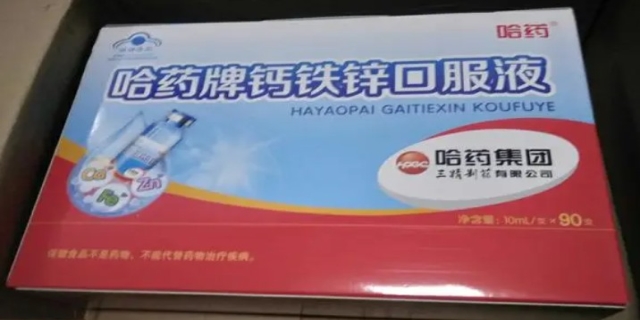 哈药®
哈药牌钙铁锌口服液
HAYAOPAI GAITIEXIN KOUFUYE
HPGC
哈药集团
三精制药有限公司
Ca
Zn
Fe
净含量：10mL/支×90支
保健食品不是药物，不能代替药物治疗疾病。